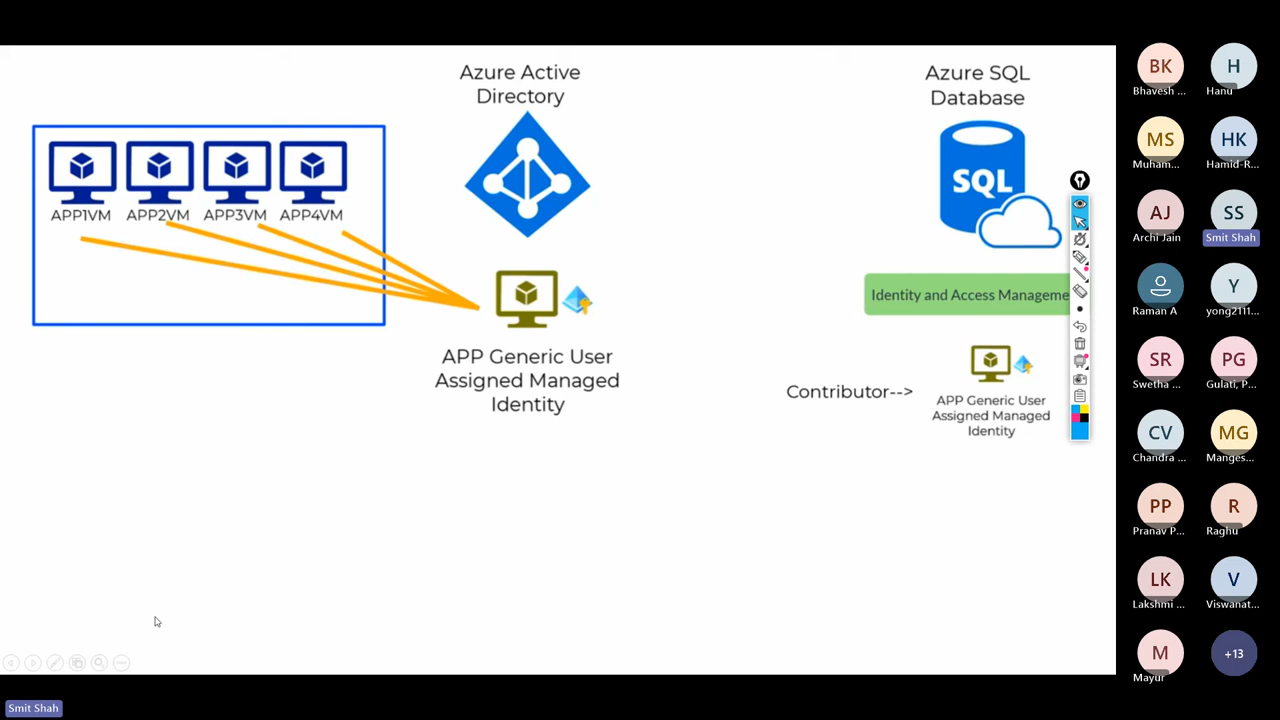 Azure Active
Directory
Azure SQL
Database
APP1VM
APP2VM
APP3VM
APP4VM
SQL
Identity and Access Manageme
APP Generic User
Assigned Managed
Identity
Contributor-->
APP Generic User
Assigned Managed
Identity
BK
Bhavesh ...
H
Hanu
MS
Muham...
HK
Hamid-R...
AJ
Archi Jain
SS
Smit Shah
Raman A
Y
yong2111...
SR
Swetha ...
PG
Gulati, P...
CV
Chandra ...
MG
Manges...
PP
Pranav P...
R
Raghu
LK
Lakshmi ...
V
Viswanat...
M
Mayur
+13
Smit Shah